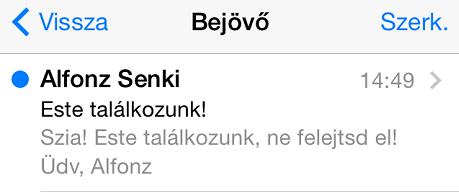 Vissza Bejövő Szerk.
Alfonz Senki 14:49
Este találkozunk!
Szia! Este találkozunk, ne felejtsd el!
Üdv, Alfonz